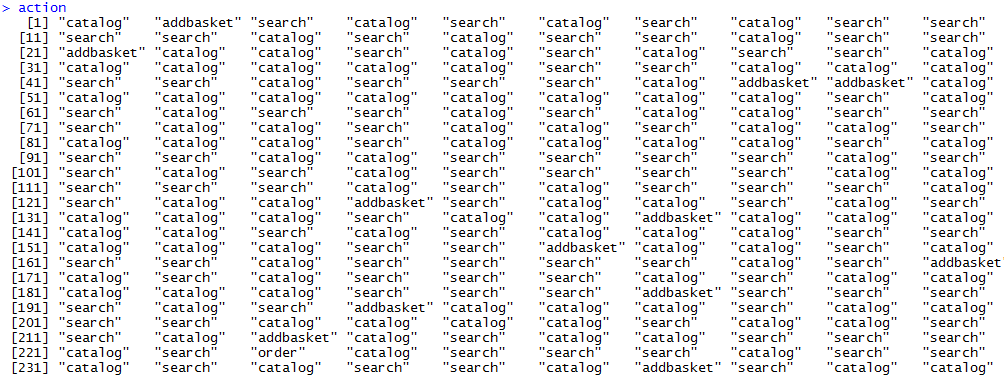 > action
[1] "catalog" "addbasket" "search" "catalog" "search" "catalog" "search" "catalog" "search" "search"
[11] "search" "search" "catalog" "search" "catalog" "search" "search" "catalog" "catalog" "search"
[21] "addbasket" "catalog" "catalog" "search" "catalog" "search" "catalog" "search" "search" "catalog"
[31] "catalog" "catalog" "catalog" "catalog" "catalog" "search" "search" "catalog" "catalog" "catalog"
[41] "search" "search" "catalog" "search" "search" "search" "catalog" "addbasket" "addbasket" "catalog"
[51] "catalog" "catalog" "catalog" "catalog" "catalog" "catalog" "catalog" "catalog" "search" "catalog"
[61] "search" "catalog" "catalog" "search" "catalog" "search" "catalog" "catalog" "search" "search"
[71] "search" "catalog" "catalog" "search" "catalog" "catalog" "search" "catalog" "catalog" "search"
[81] "catalog" "catalog" "catalog" "catalog" "search" "catalog" "search" "catalog" "search" "catalog"
[91] "search" "search" "catalog" "catalog" "search" "search" "search" "catalog" "search" "search"
[101] "search" "search" "search" "catalog" "search" "search" "search" "search" "search" "catalog"
[111] "search" "search" "search" "search" "search" "catalog" "search" "search" "search" "catalog"
[121] "search" "catalog" "catalog" "addbasket" "search" "catalog" "catalog" "search" "catalog" "search"
[131] "catalog" "catalog" "catalog" "search" "catalog" "catalog" "addbasket" "catalog" "catalog" "catalog"
[141] "catalog" "catalog" "search" "catalog" "search" "catalog" "catalog" "catalog" "search" "search"
[151] "catalog" "catalog" "catalog" "search" "search" "addbasket" "catalog" "catalog" "search" "catalog"
[161] "search" "catalog" "catalog" "search" "search" "search" "search" "catalog" "search" "addbasket"
[171] "catalog" "catalog" "catalog" "search" "search" "search" "catalog" "search" "catalog" "catalog"
[181] "catalog" "catalog" "catalog" "search" "search" "search" "addbasket" "search" "search" "search"
[191] "search" "catalog" "search" "addbasket" "catalog" "catalog" "catalog" "search" "catalog" "catalog"
[201] "search" "search" "catalog" "catalog" "catalog" "catalog" "search" "catalog" "catalog" "catalog"
[211] "search" "catalog" "addbasket" "catalog" "search" "search" "catalog" "search" "search" "catalog"
[221] "catalog" "search" "order" "catalog" "search" "search" "search" "catalog" "search" "search"
[231] "catalog" "catalog" "catalog" "catalog" "catalog" "catalog" "addbasket" "search" "catalog" "catalog"